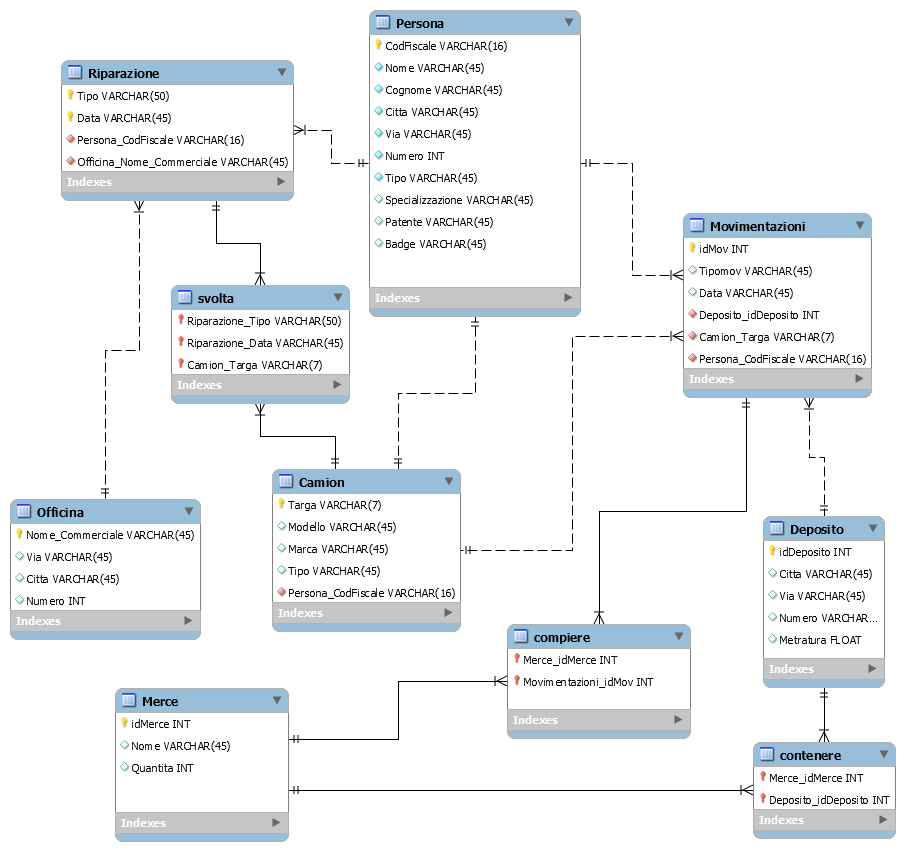 Persona
CodFiscale VARCHAR(16)
Nome VARCHAR(45)
Cognome VARCHAR(45)
Citta VARCHAR(45)
Via VARCHAR(45)
Numero INT
Tipo VARCHAR(45)
Specializzazione VARCHAR(45)
Patente VARCHAR(45)
Badge VARCHAR(45)
Indexes
Riparazione
Tipo VARCHAR(50)
Data VARCHAR(45)
Persona_CodFiscale VARCHAR(16)
Officina_Nome_Commerciale VARCHAR(45)
Indexes
Movimentazioni
idMov INT
Tipomov VARCHAR(45)
Data VARCHAR(45)
Deposito_idDeposito INT
Camion_Targa VARCHAR(7)
Persona_CodFiscale VARCHAR(16)
Indexes
svolta
Riparazione_Tipo VARCHAR(50)
Riparazione_Data VARCHAR(45)
Camion_Targa VARCHAR(7)
Indexes
Camion
Targa VARCHAR(7)
Modello VARCHAR(45)
Marca VARCHAR(45)
Tipo VARCHAR(45)
Persona_CodFiscale VARCHAR(16)
Indexes
Officina
Nome_Commerciale VARCHAR(45)
Via VARCHAR(45)
Citta VARCHAR(45)
Numero INT
Indexes
Deposito
idDeposito INT
Citta VARCHAR(45)
Via VARCHAR(45)
Numero VARCHAR...
Metratura FLOAT
Indexes
compiere
Merce_idMerce INT
Movimentazioni_idMov INT
Indexes
Merce
idMerce INT
Nome VARCHAR(45)
Quantita INT
Indexes
contenere
Merce_idMerce INT
Deposito_idDeposito INT
Indexes